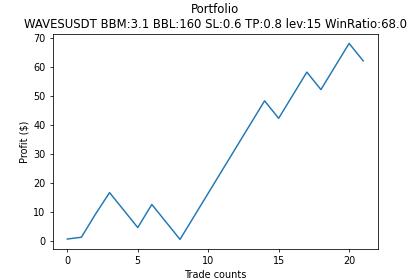 Portfolio
WAVESUSDT BBM:3.1 BBL:160 SL:0.6 TP:0.8 lev:15 WinRatio:68.0
70
60
50
40
30
20
10
0
Profit ($)
0 5 10 15 20
Trade counts